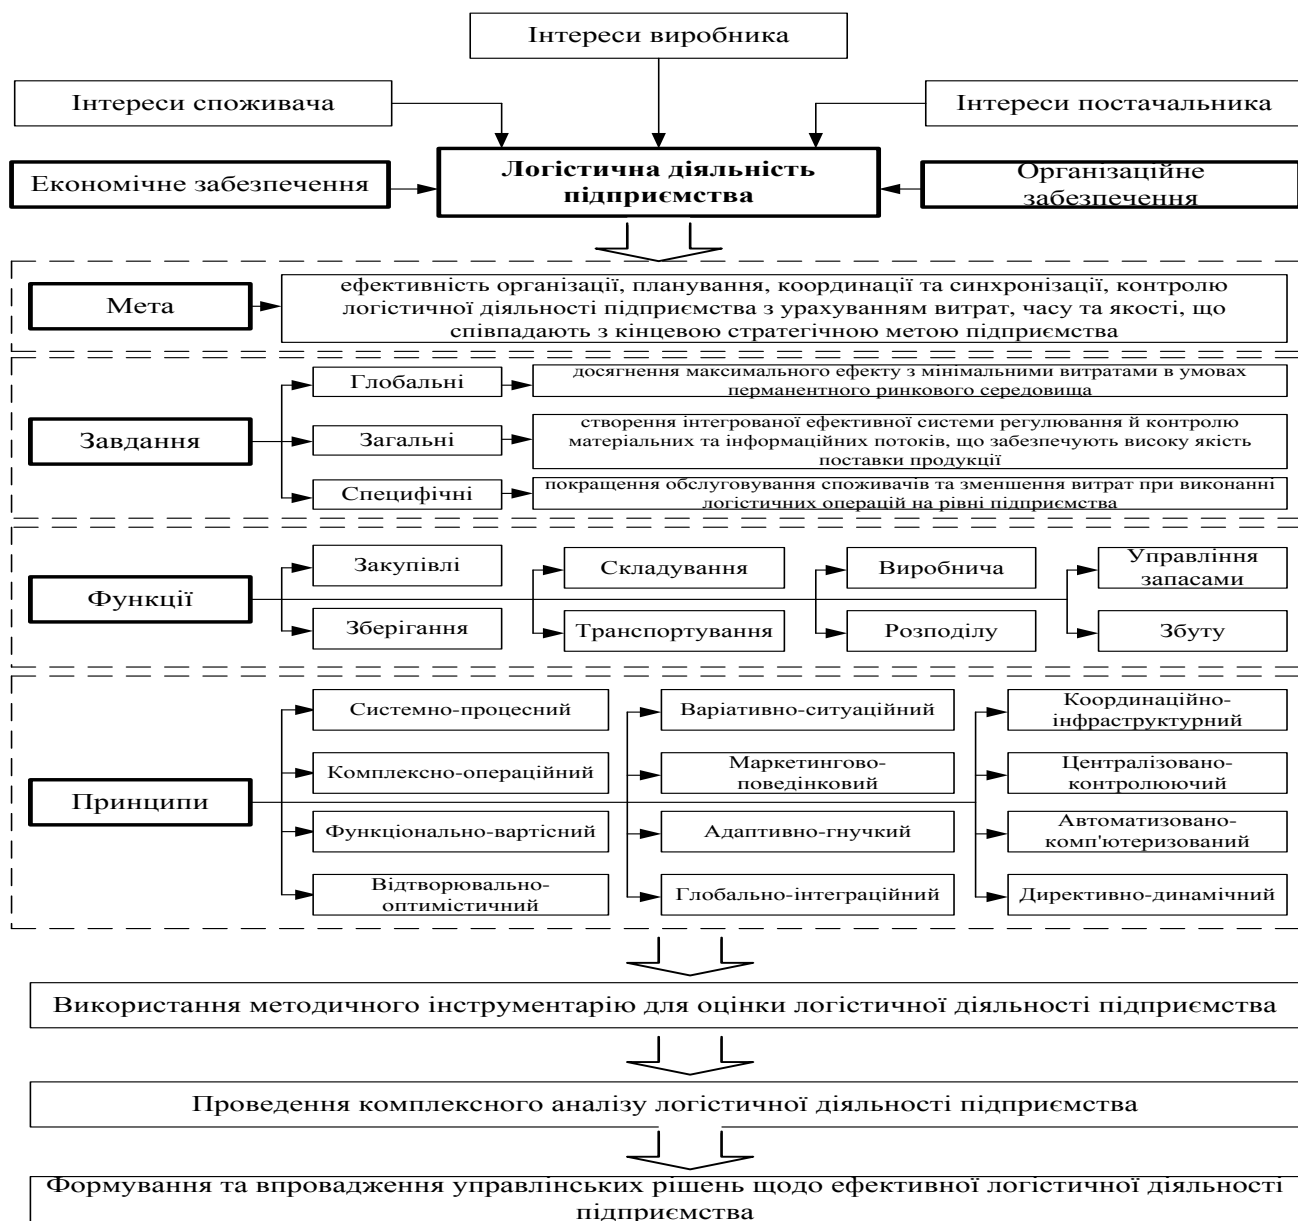 Інтереси виробника
Інтереси споживача
Інтереси постачальника
Економічне забезпечення
Логістична діяльність
підприємства
Організаційне
забезпечення
Мета
ефективність організації, планування, координації та синхронізації, контролю
логістичної діяльності підприємства з урахуванням витрат, часу та якості, що
співпадають з кінцевою стратегічною метою підприємства
Завдання
Глобальні
досягнення максимального ефекту з мінімальними витратами в умовах
перманентного ринкового середовища
Загальні
створення інтегрованої ефективної системи регулювання й контролю
матеріальних та інформаційних потоків, що забезпечують високу якість
поставки продукції
Специфічні
покращення обслуговування споживачів та зменшення витрат при виконанні
логістичних операцій на рівні підприємства
Функції
Закупівлі
Складування
Виробнича
Управління
запасами
Зберігання
Транспортування
Розподілу
Збуту
Принципи
Системно-процесний
Варіативно-ситуаційний
Координаційно-
інфраструктурний
Комплексно-операційний
Маркетингово-
поведінковий
Централізовано-
контролюючий
Функціонально-вартісний
Адаптивно-гнучкий
Автоматизовано-
комп'ютеризований
Відтворювально-
оптимістичний
Глобально-інтеграційний
Директивно-динамічний
Використання методичного інструментарію для оцінки логістичної діяльності підприємства
Проведення комплексного аналізу логістичної діяльності підприємства
Формування та впровадження управлінських рішень щодо ефективної логістичної діяльності
підприємства